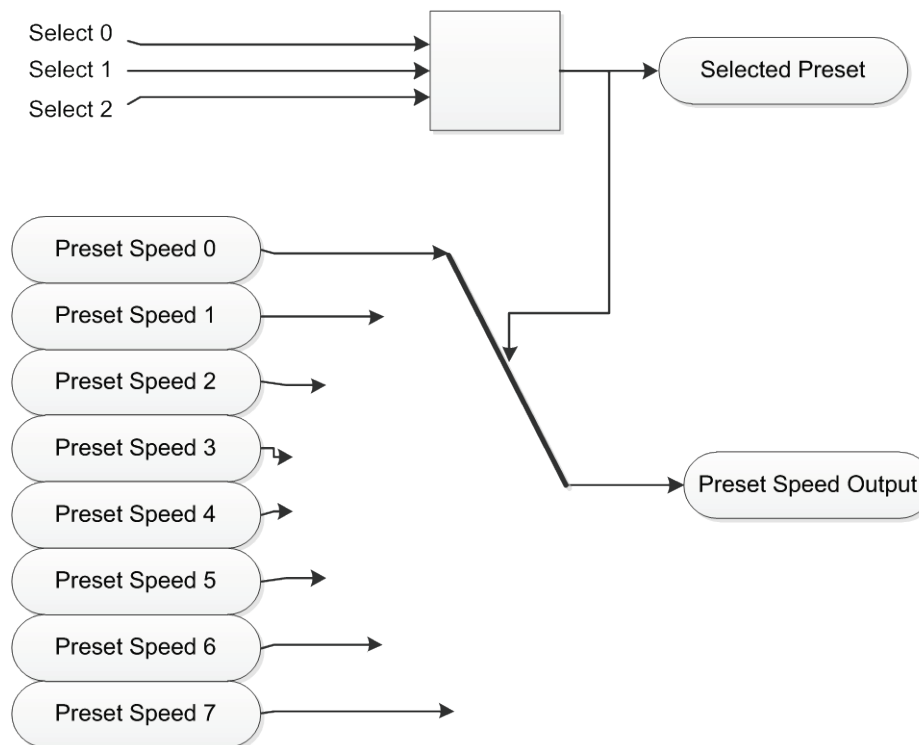 Select 0
Select 1
Select 2
Selected Preset
Preset Speed 0
Preset Speed 1
Preset Speed 2
Preset Speed 3
Preset Speed 4
Preset Speed 5
Preset Speed 6
Preset Speed 7
Preset Speed Output